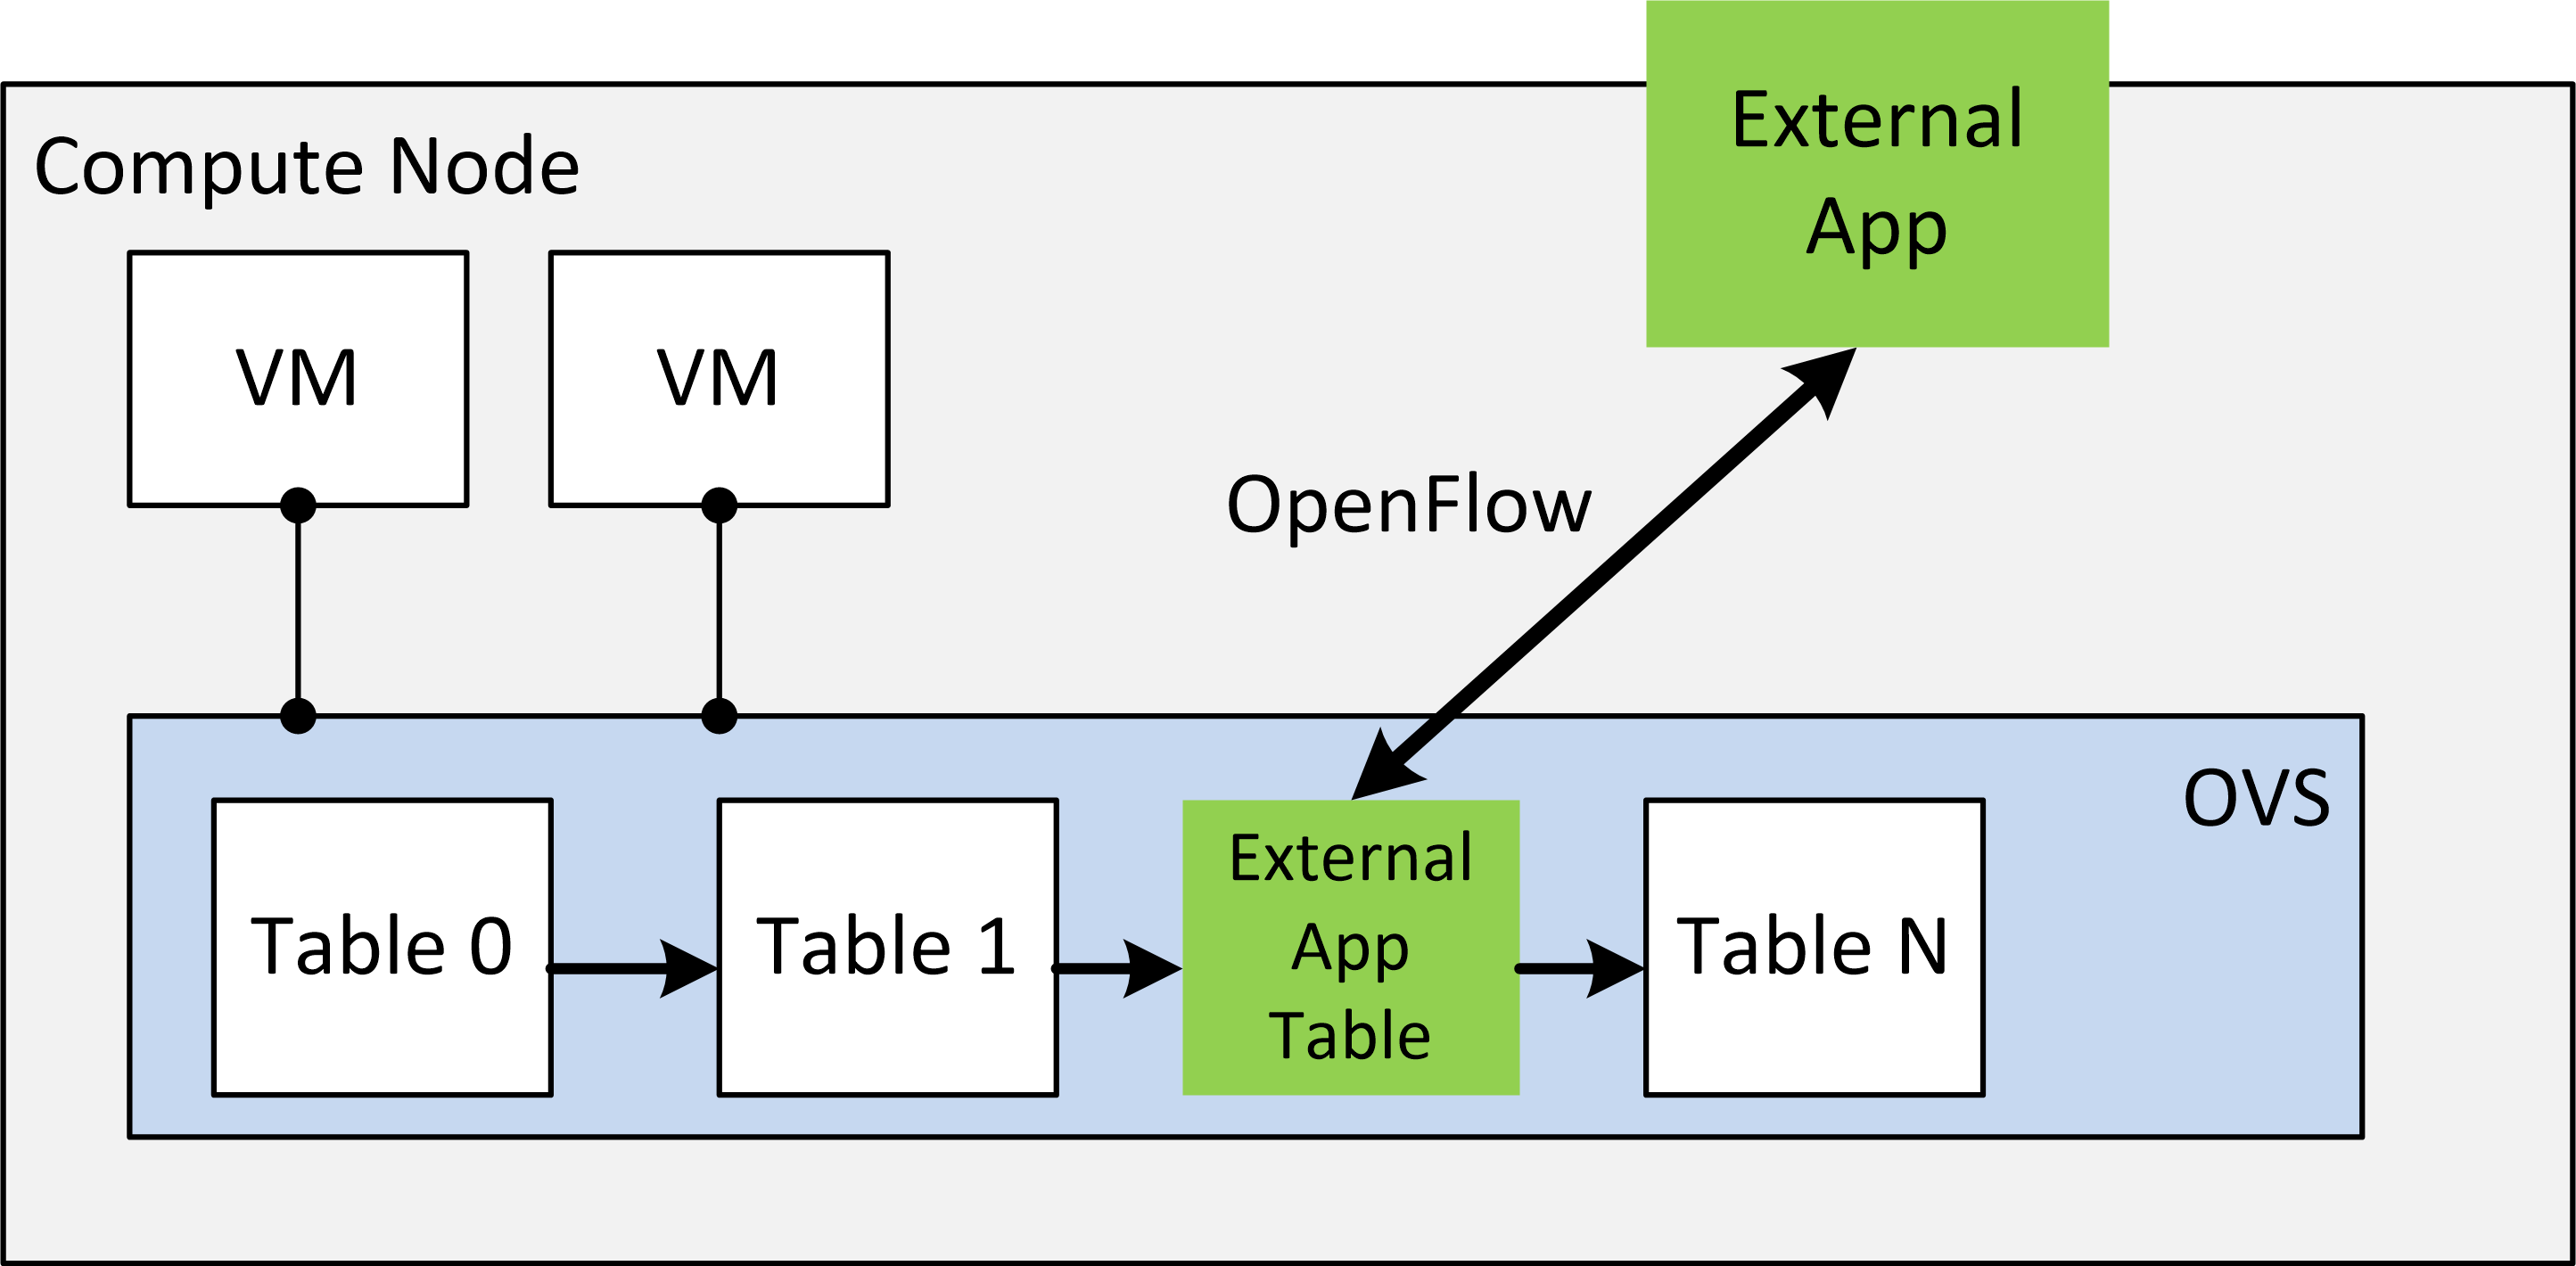 External
App
Compute Node
VM
VM
OpenFlow
OVS
Table 0
Table 1
External
App
Table
Table N